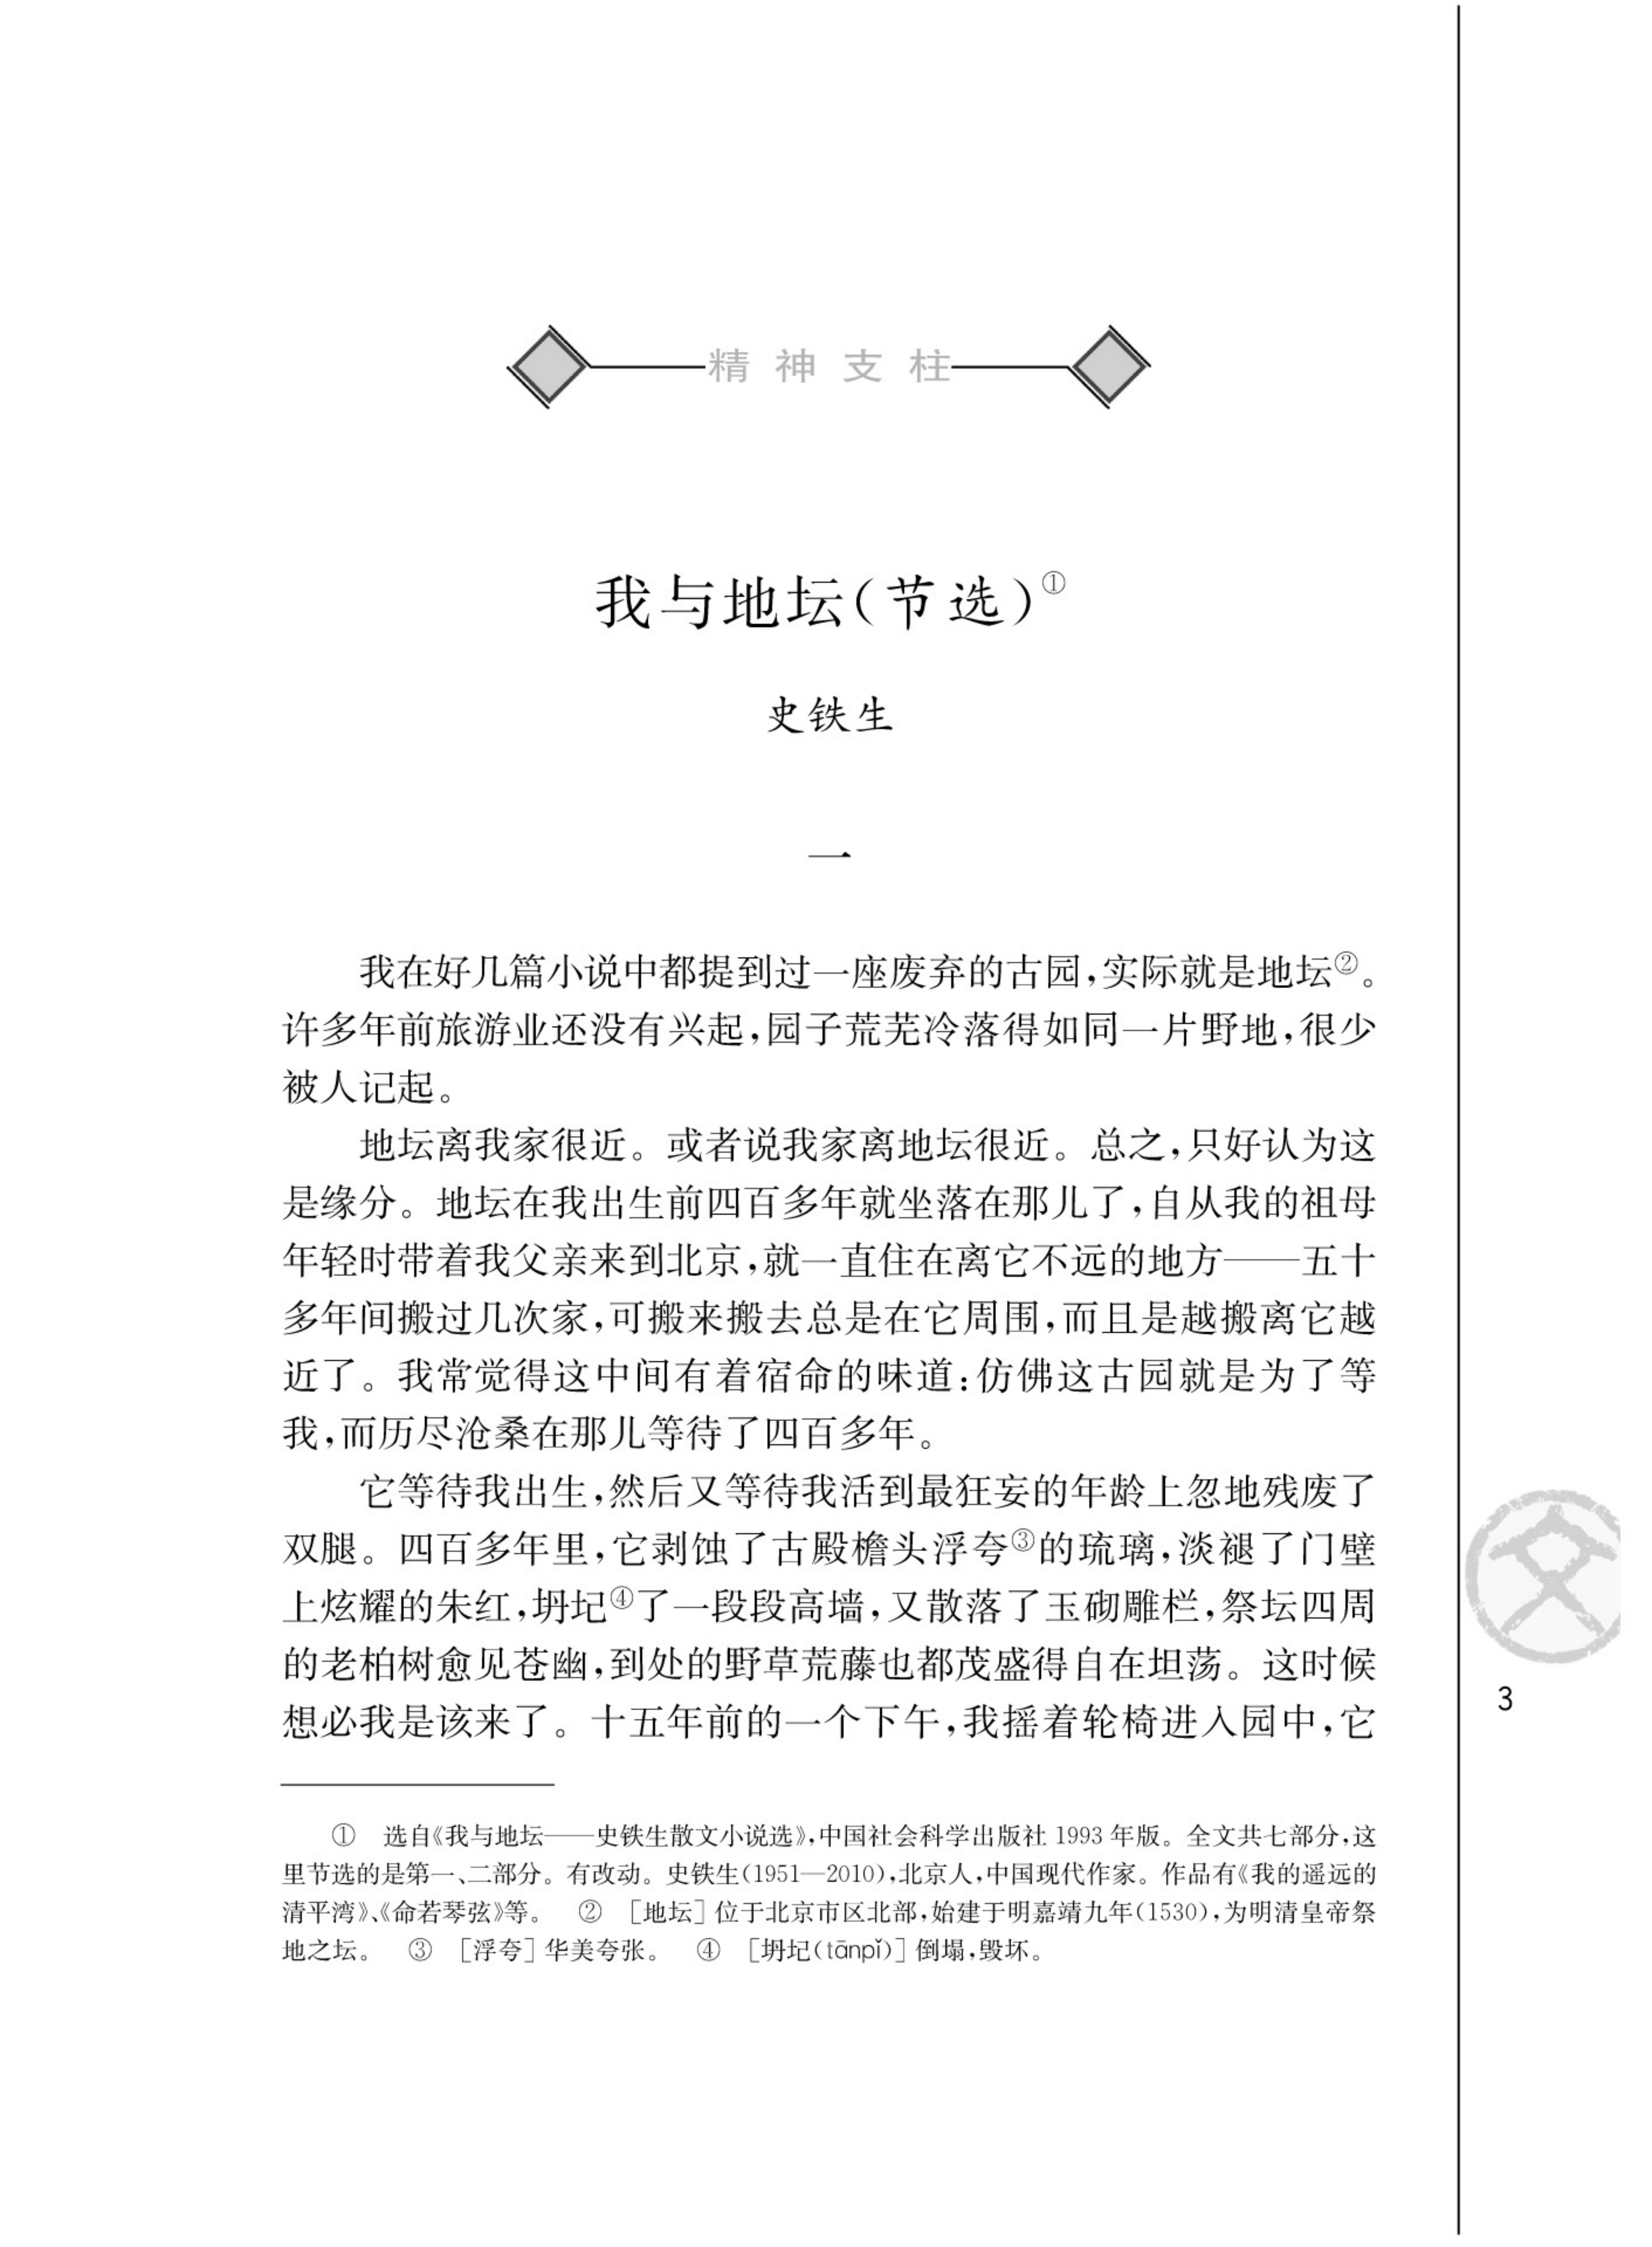 精神支柱
我与地坛(节选)①
史铁生
一
我在好几篇小说中都提到过一座废弃的古园,实际就是地坛②。
许多年前旅游业还没有兴起,园子荒芜冷落得如同一片野地,很少
被人记起。
地坛离我家很近。或者说我家离地坛很近。总之,只好认为这
是缘分。地坛在我出生前四百多年就坐落在那儿了,自从我的祖母
年轻时带着我父亲来到北京,就一直住在离它不远的地方——五十
多年间搬过几次家,可搬来搬去总是在它周围,而且是越搬离它越
近了。我常觉得这中间有着宿命的味道:仿佛这古园就是为了等
我,而历尽沧桑在那儿等待了四百多年。
它等待我出生,然后又等待我活到最狂妄的年龄上忽地残废了
双腿。四百多年里,它剥蚀了古殿檐头浮夸③的琉璃,淡褪了门壁
上炫耀的朱红,坍圮④了一段段高墙,又散落了玉砌雕栏,祭坛四周
的老柏树愈见苍幽,到处的野草荒藤也都茂盛得自在坦荡。这时候
想必我是该来了。十五年前的一个下午,我摇着轮椅进入园中,它
① 选自《我与地坛——史铁生散文小说选》,中国社会科学出版社 1993 年版。全文共七部分,这
里节选的是第一、二部分。有改动。史铁生(1951—2010),北京人,中国现代作家。作品有《我的遥远的
清平湾》、《命若琴弦》等。 ② [地坛]位于北京市区北部,始建于明嘉靖九年(1530),为明清皇帝祭
地之坛。 ③ [浮夸]华美夸张。 ④ [坍圮(tānpǐ)]倒塌,毁坏。
文
3